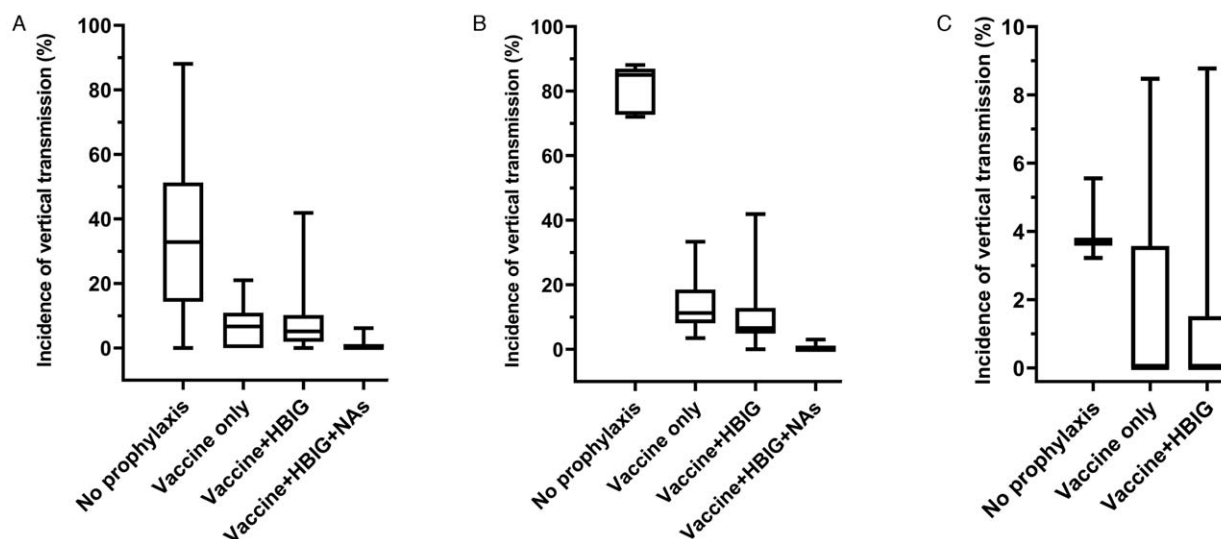 A
Incidence of vertical transmission (%)
100
80
60
40
20
0
No prophylaxis
Vaccine only
Vaccine+HBIG
Vaccine+HBIG+NAs
B
Incidence of vertical transmission (%)
100
80
60
40
20
0
No prophylaxis
Vaccine only
Vaccine+HBIG
Vaccine+HBIG+NAs
C
Incidence of vertical transmission (%)
10
8
6
4
2
0
No prophylaxis
Vaccine only
Vaccine+HBIG